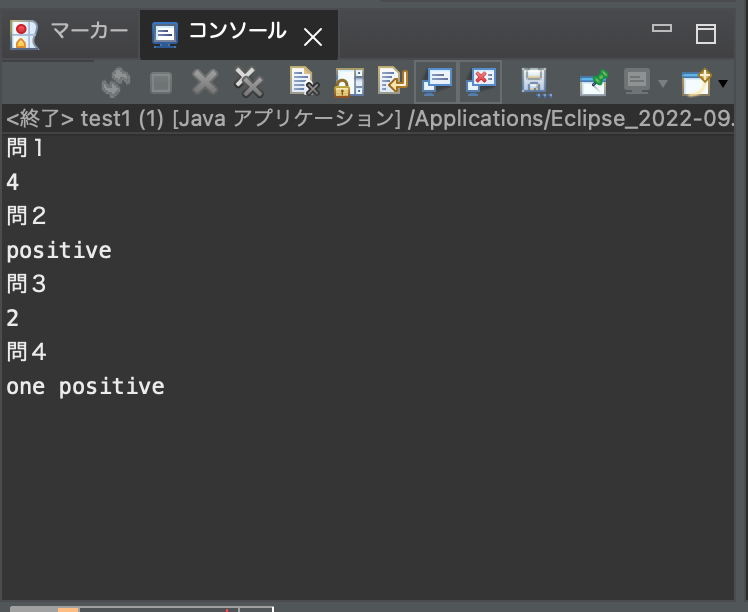 マーカー
コンソール
<終了> test1 (1) [Java アプリケーション] /Applications/Eclipse_2022-09.
問１
4
問２
positive
問３
2
問４
one positive